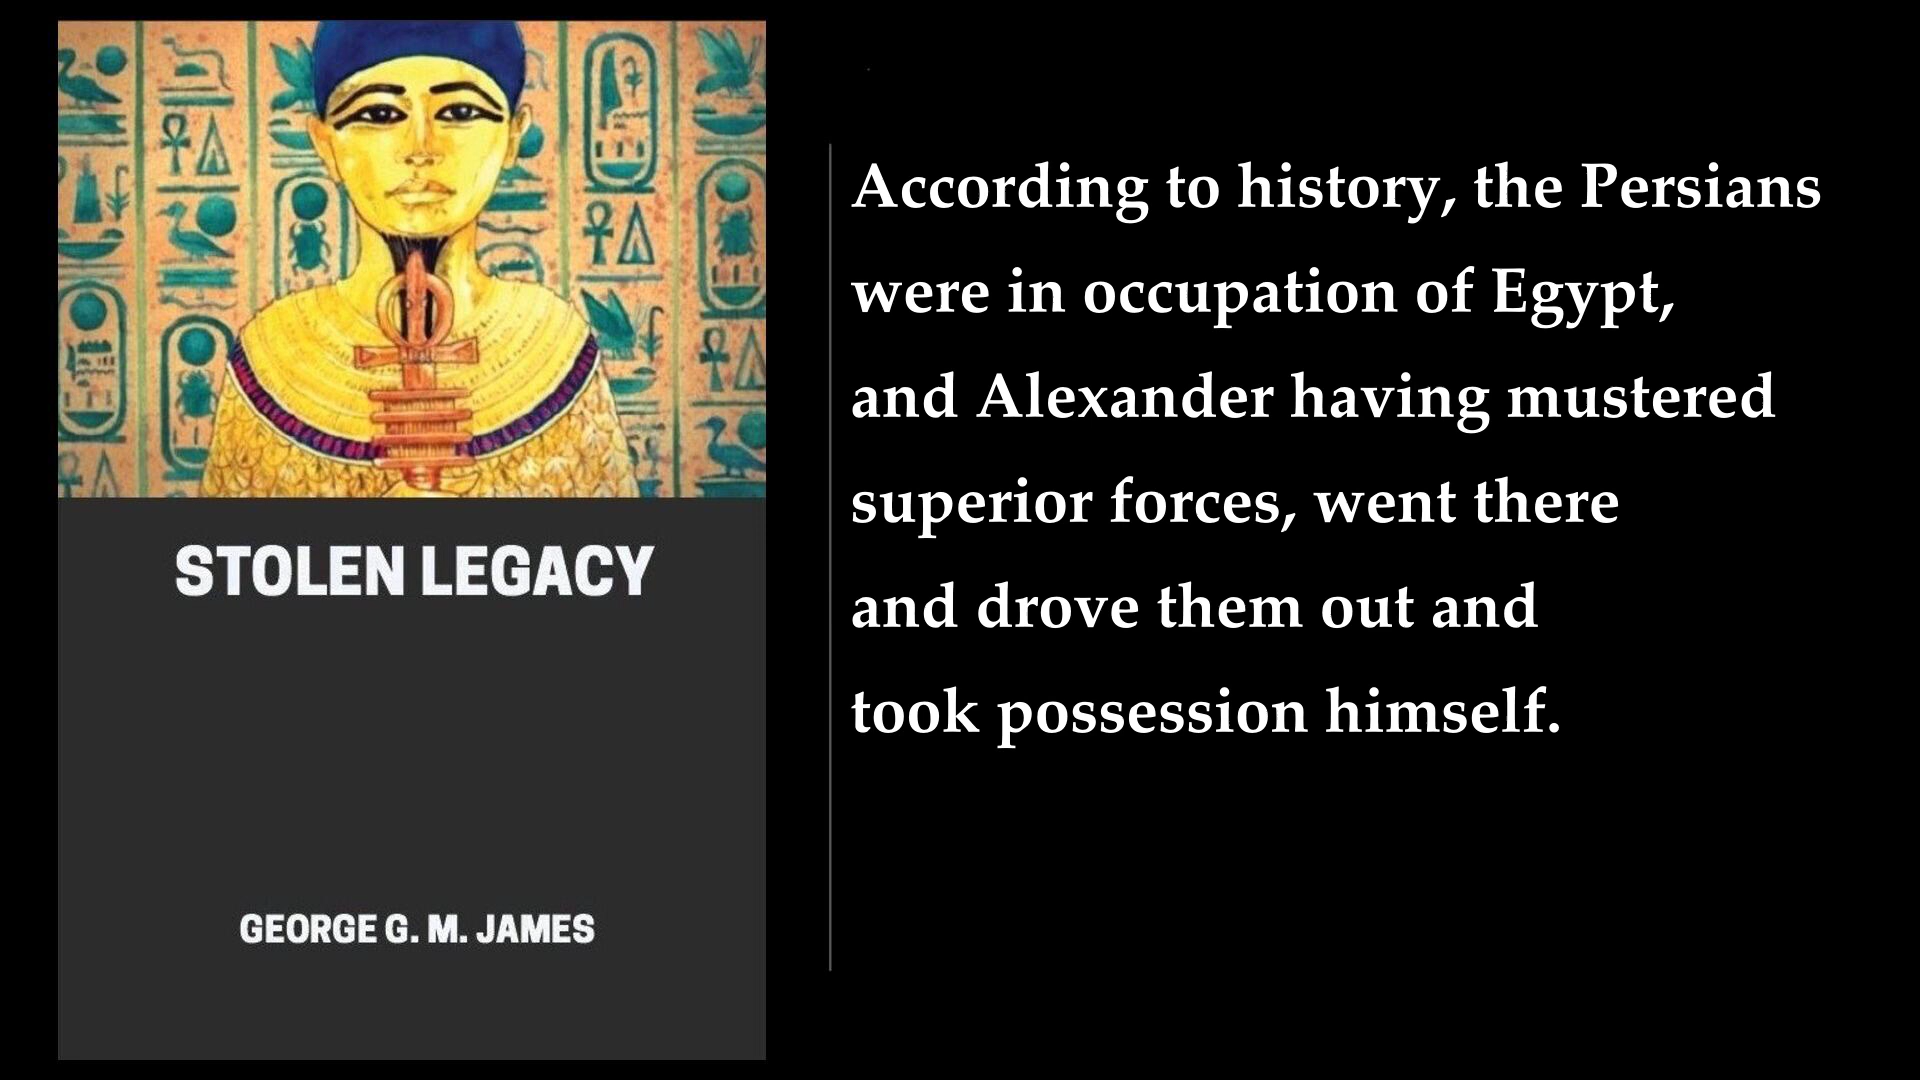 STOLEN LEGACY
GEORGE G. M. JAMES
According to history, the Persians
were in occupation of Egypt,
and Alexander having mustered
superior forces, went there
and drove them out and
took possession himself.